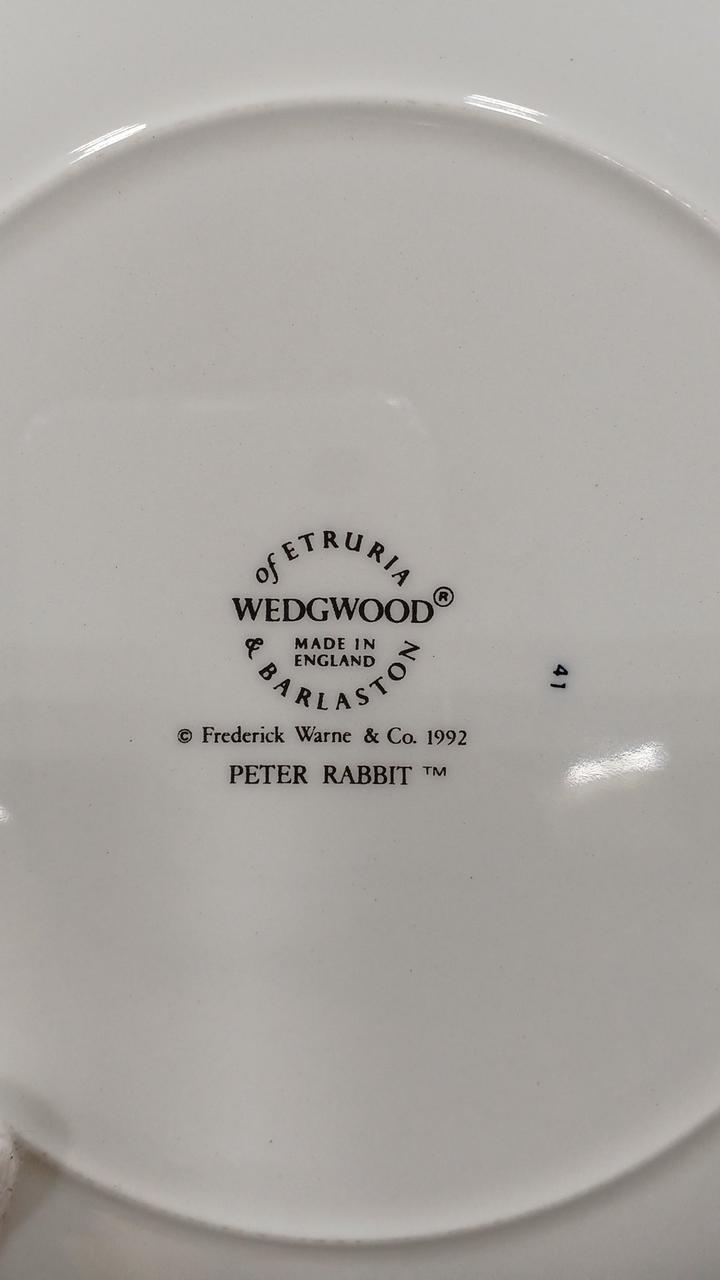 of ETRURIA
WEDGWOOD®
MADE IN
ENGLAND
& BARLASTON
© Frederick Warne & Co. 1992
PETER RABBIT ™
41